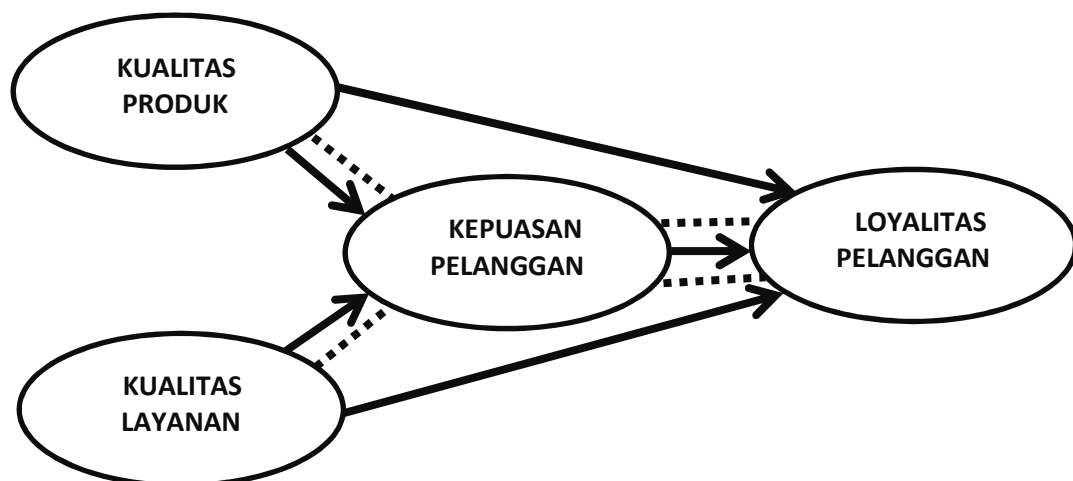 KUALITAS
PRODUK
KEPUASAN
PELANGGAN
LOYALITAS
PELANGGAN
KUALITAS
LAYANAN